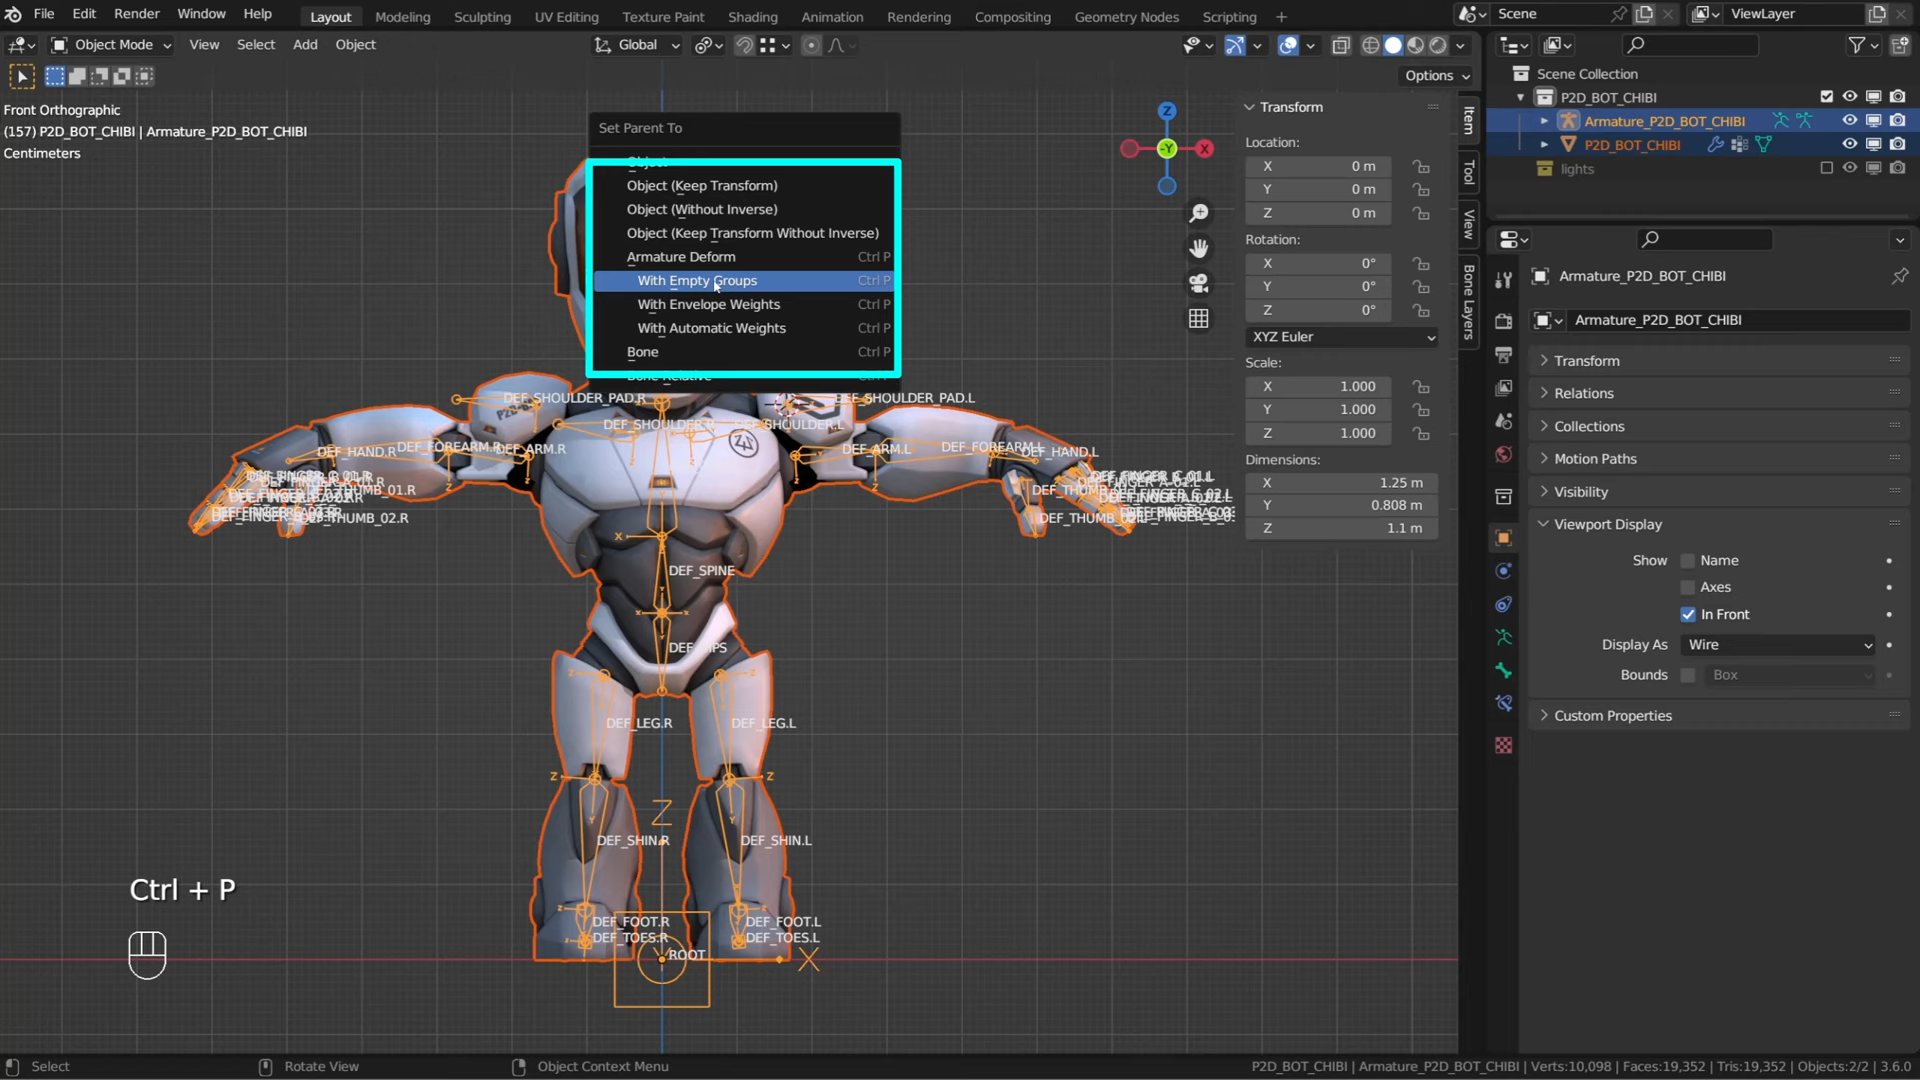 File Edit Render Window Help Layout Modeling Sculpting UV Editing Texture Paint Shading Animation Rendering Compositing Geometry Nodes Scripting + Scene ViewLayer
Object Mode View Select Add Object Global
Options
Front Orthographic
(157) P2D_BOT_CHIBI | Armature_P2D_BOT_CHIBI
Centimeters
Set Parent To
Object
Object (Keep Transform)
Object (Without Inverse)
Object (Keep Transform Without Inverse)
Armature Deform Ctrl P
With Empty Groups Ctrl P
With Envelope Weights Ctrl P
With Automatic Weights Ctrl P
Bone Ctrl P
Bone Relative Ctrl P
Z
-Y
X
Transform
Location:
X 0 m
Y 0 m
Z 0 m
Rotation:
X 0°
Y 0°
Z 0°
XYZ Euler
Scale:
X 1.000
Y 1.000
Z 1.000
Dimensions:
X 1.25 m
Y 0.808 m
Z 1.1 m
Item
Tool
View
Bone Layers
DEF_SHOULDER_PAD.R
DEF_SHOULDER_PAD.L
DEF_SHOULDER.R
DEF_SHOULDER.L
DEF_HAND.R
DEF_FOREARM.R
DEF_ARM.R
DEF_ARM.L
DEF_FOREARM.L
DEF_HAND.L
DEF_SPINE
DEF_LEG.R
DEF_LEG.L
DEF_SHIN.R
DEF_SHIN.L
DEF_FOOT.R
DEF_FOOT.L
DEF_TOES.R
DEF_TOES.L
ROOT
X
Z
Ctrl + P
Scene Collection
P2D_BOT_CHIBI
Armature_P2D_BOT_CHIBI
P2D_BOT_CHIBI
lights
Armature_P2D_BOT_CHIBI
Armature_P2D_BOT_CHIBI
Transform
Relations
Collections
Motion Paths
Visibility
Viewport Display
Show Name
Axes
In Front
Display As Wire
Bounds Box
Custom Properties
Select Rotate View Object Context Menu P2D_BOT_CHIBI | Armature_P2D_BOT_CHIBI | Verts:10,098 | Faces:19,352 | Tris:19,352 | Objects:2/2 | 3.6.0